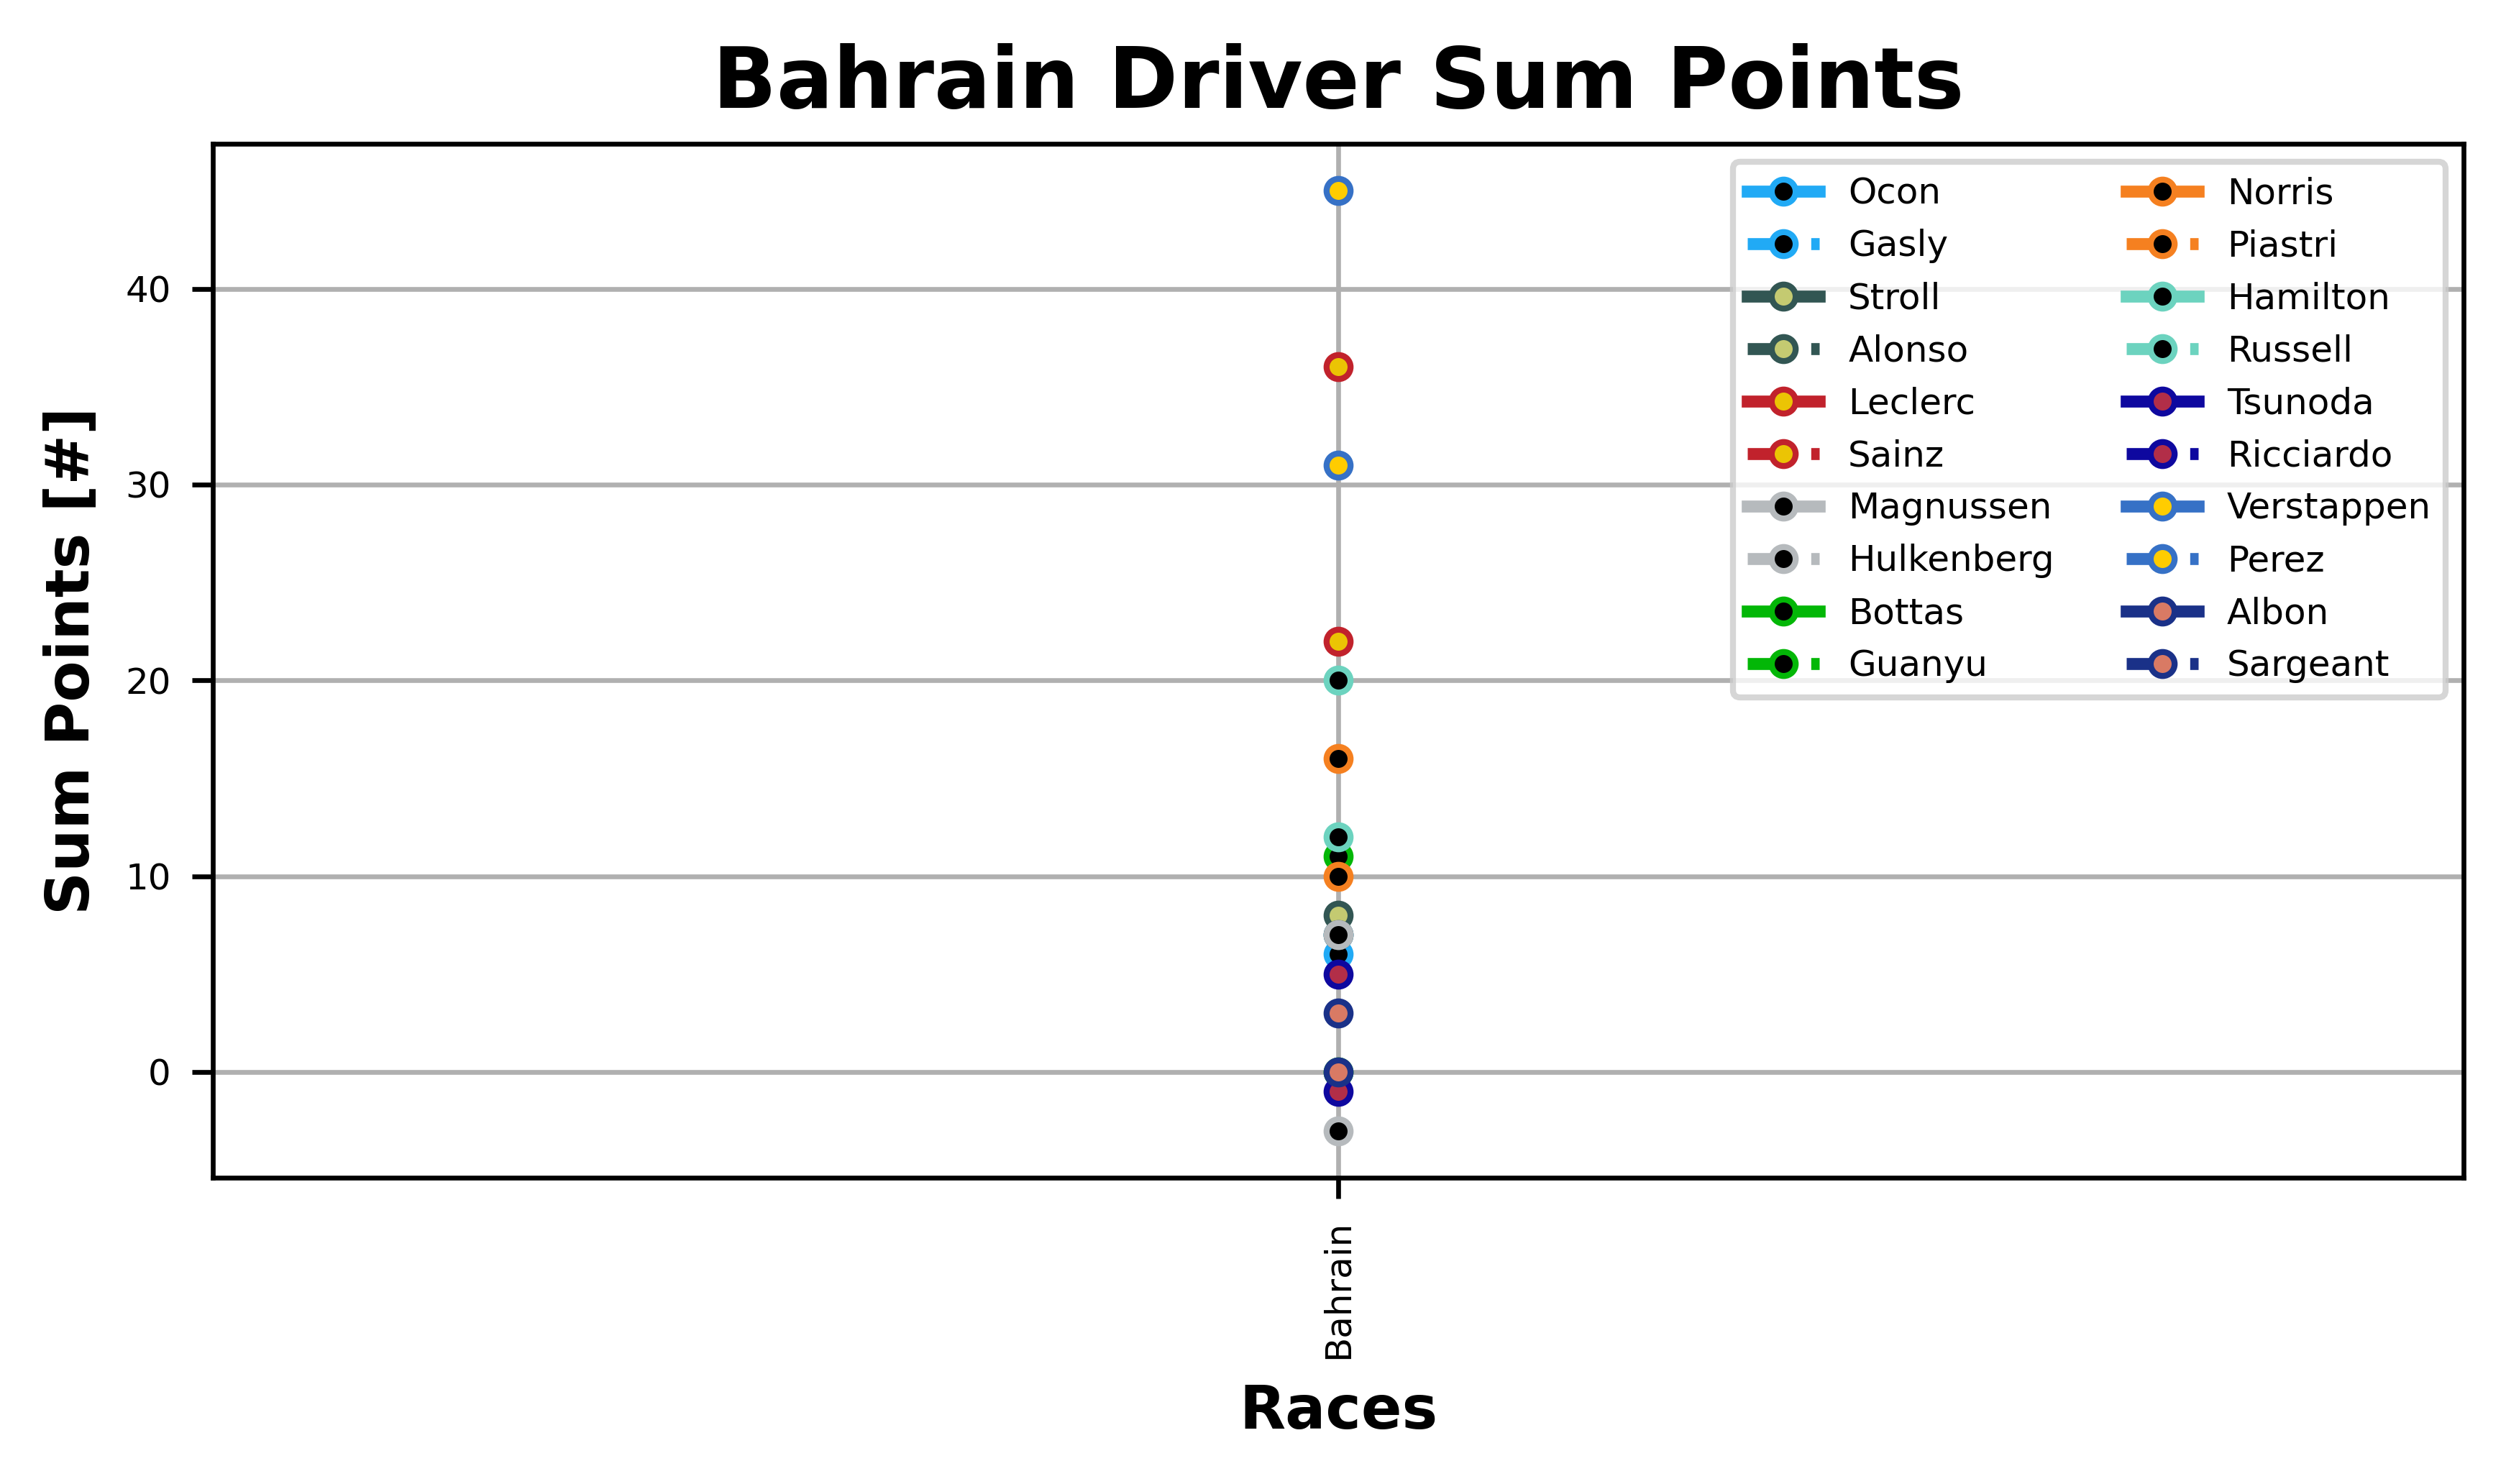 Bahrain Driver Sum Points
Sum Points [#]
40
30
20
10
0
Ocon
Gasly
Stroll
Alonso
Leclerc
Sainz
Magnussen
Hulkenberg
Bottas
Guanyu
Norris
Piastri
Hamilton
Russell
Tsunoda
Ricciardo
Verstappen
Perez
Albon
Sargeant
Bahrain
Races